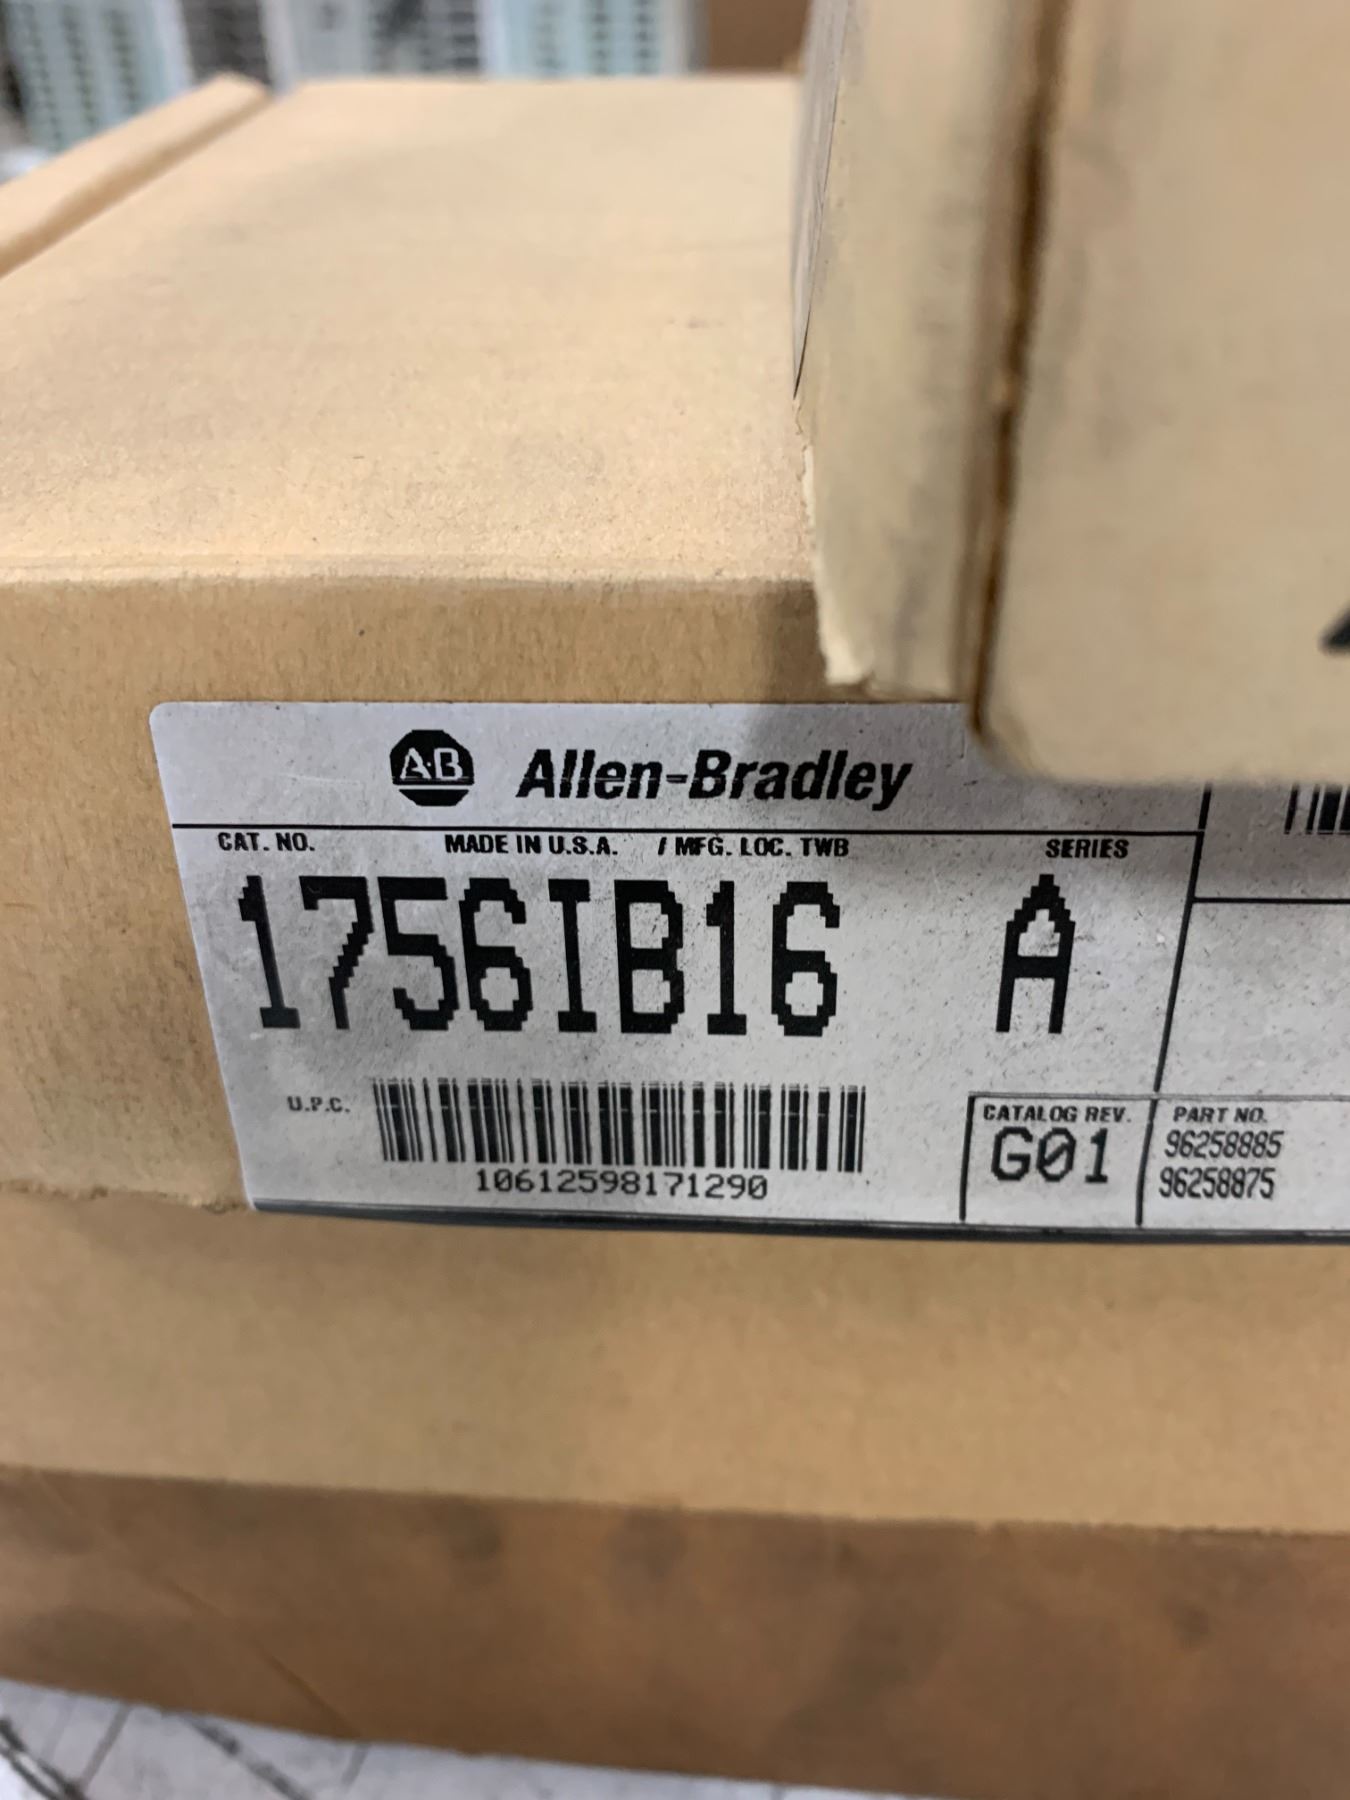 A-B Allen-Bradley
CAT. NO. MADE IN U.S.A. / MFG. LOC. TWB SERIES
1756IB16 A
U.P.C.
10612598171290
CATALOG REV.
G01
PART NO.
96258885
96258875